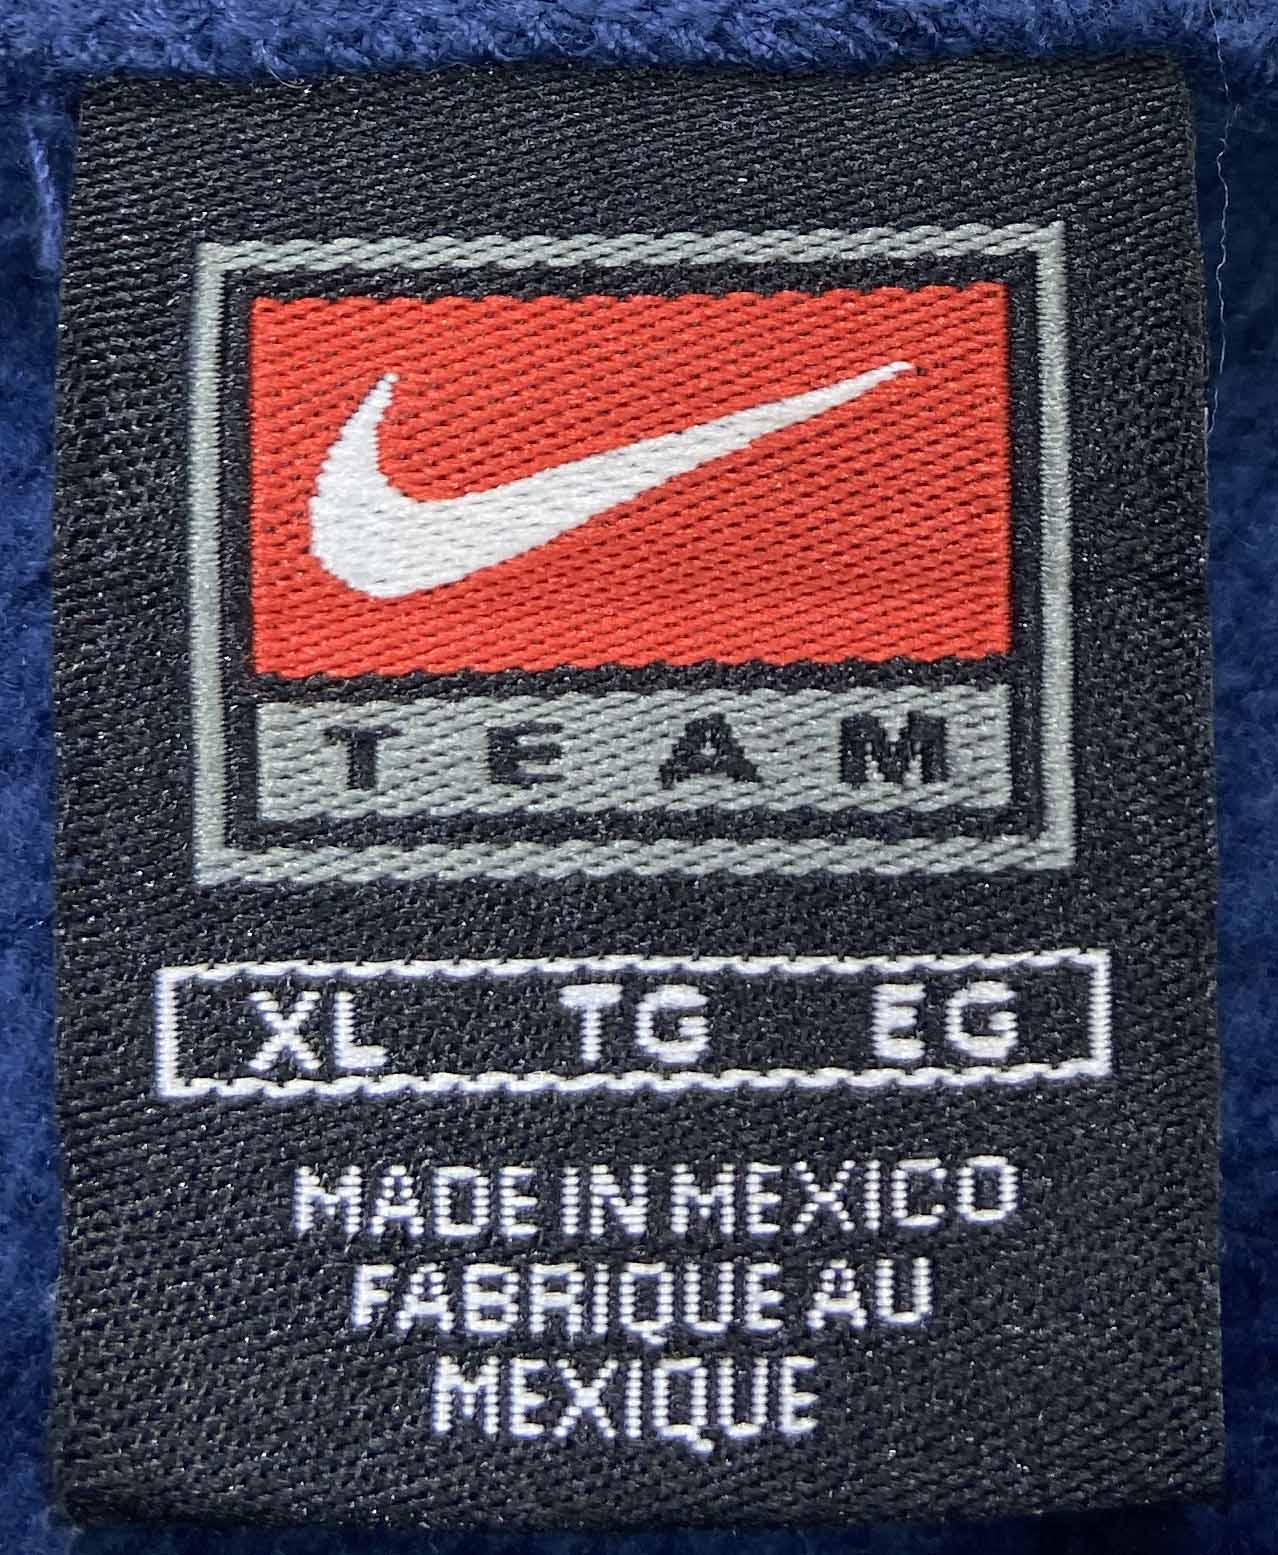 TEAM
XL TG EG
MADE IN MEXICO
FABRIQUE AU
MEXIQUE